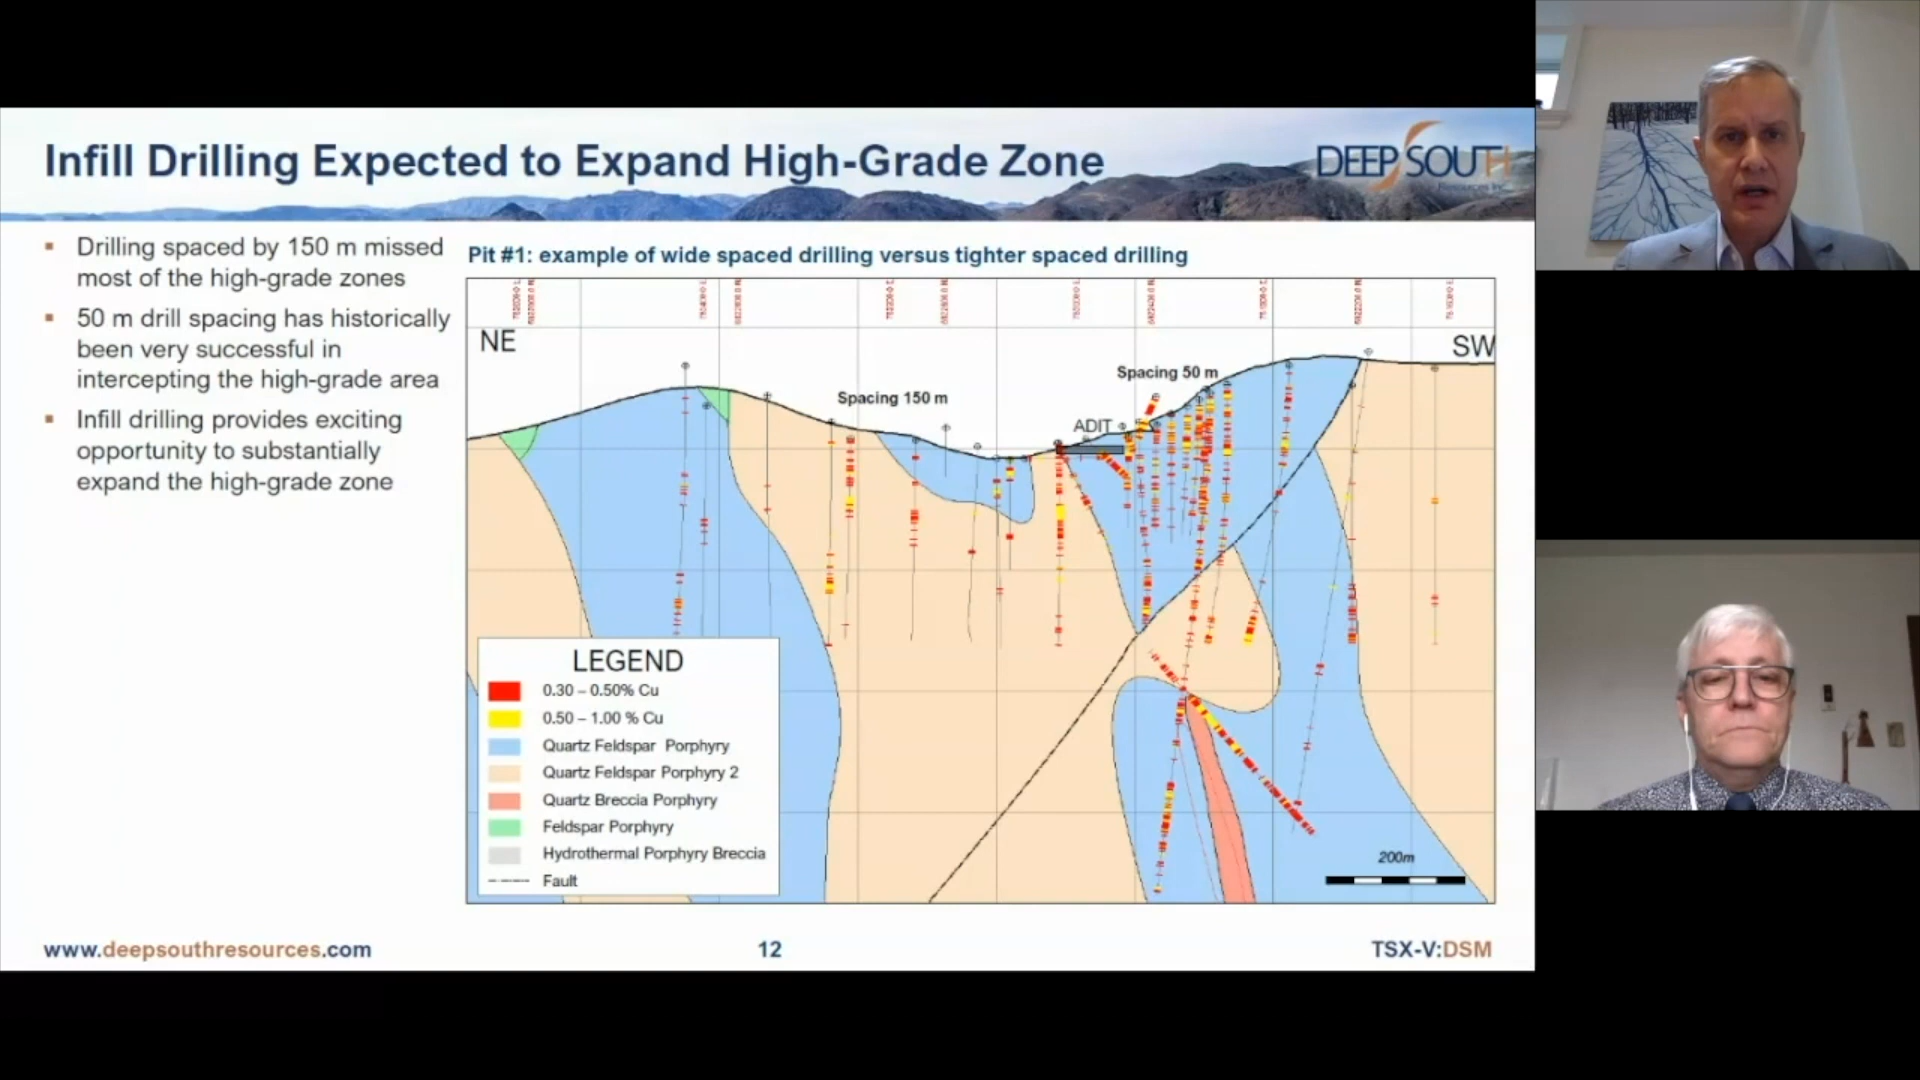 Infill Drilling Expected to Expand High-Grade Zone
DEEP SOUTH
▪ Drilling spaced by 150 m missed
most of the high-grade zones
▪ 50 m drill spacing has historically
been very successful in
intercepting the high-grade area
▪ Infill drilling provides exciting
opportunity to substantially
expand the high-grade zone
Pit #1: example of wide spaced drilling versus tighter spaced drilling
NE
SW
Spacing 150 m
Spacing 50 m
ADIT
LEGEND
0.30 – 0.50% Cu
0.50 – 1.00 % Cu
Quartz Feldspar Porphyry
Quartz Feldspar Porphyry 2
Quartz Breccia Porphyry
Feldspar Porphyry
Hydrothermal Porphyry Breccia
Fault
200m
www.deepsouthresources.com
12
TSX-V:DSM